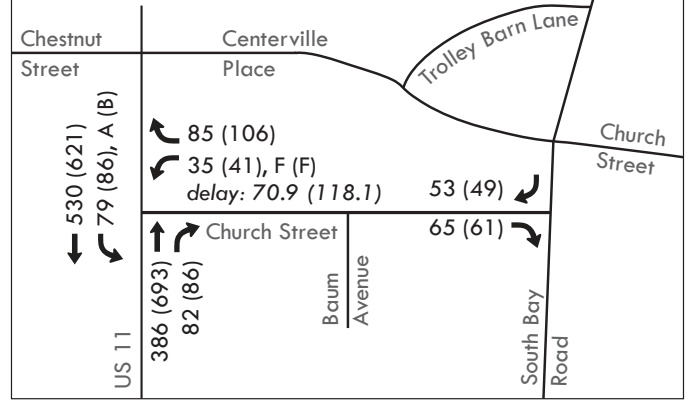 Chestnut
Street
Centerville
Place
Trolley Barn Lane
Church
Street
530 (621)
79 (86), A (B)
85 (106)
35 (41), F (F)
delay: 70.9 (118.1)
53 (49)
65 (61)
Church Street
386 (693)
82 (86)
US 11
Baum
Avenue
South Bay
Road